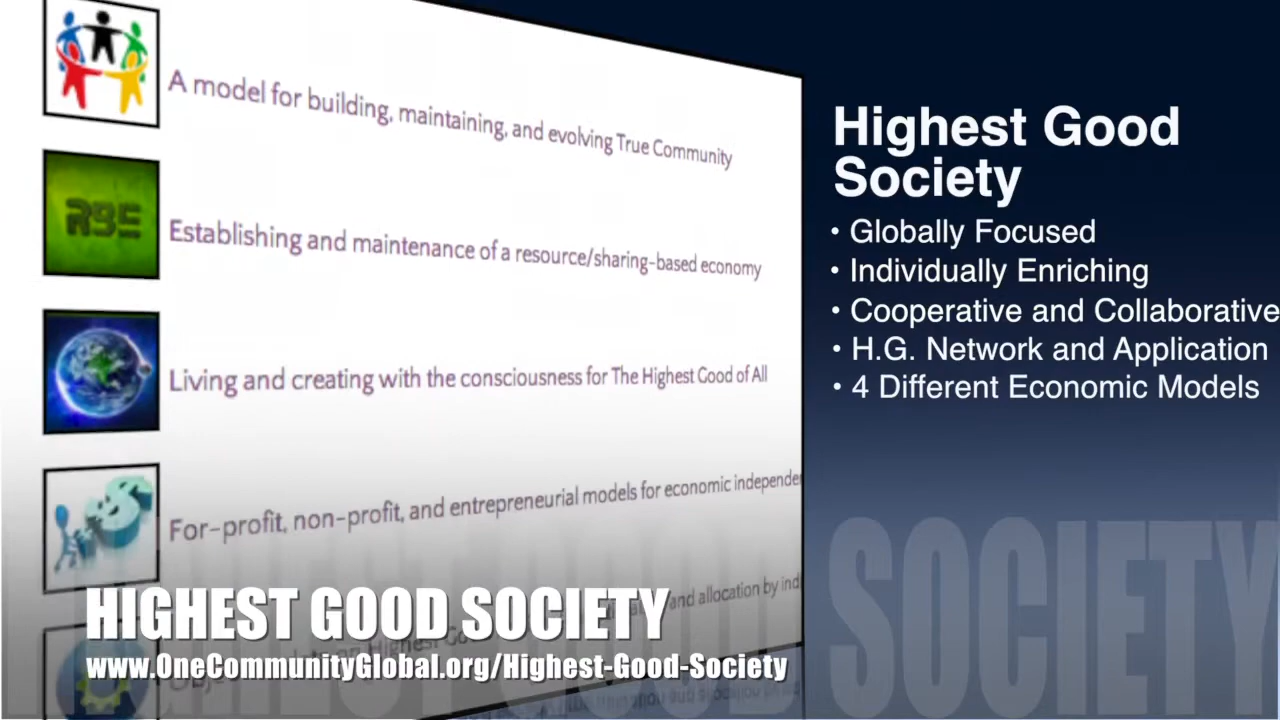 A model for building, maintaining, and evolving True Community
RBE
Establishing and maintenance of a resource/sharing-based economy
Living and creating with the consciousness for The Highest Good of All
For-profit, non-profit, and entrepreneurial models for economic independe
and allocation by ind
HIGHEST GOOD SOCIETY
www.OneCommunityGlobal.org/Highest-Good-Society
Highest Good
Society
• Globally Focused
• Individually Enriching
• Cooperative and Collaborative
• H.G. Network and Application
• 4 Different Economic Models
HIGHEST GOOD SOCIETY